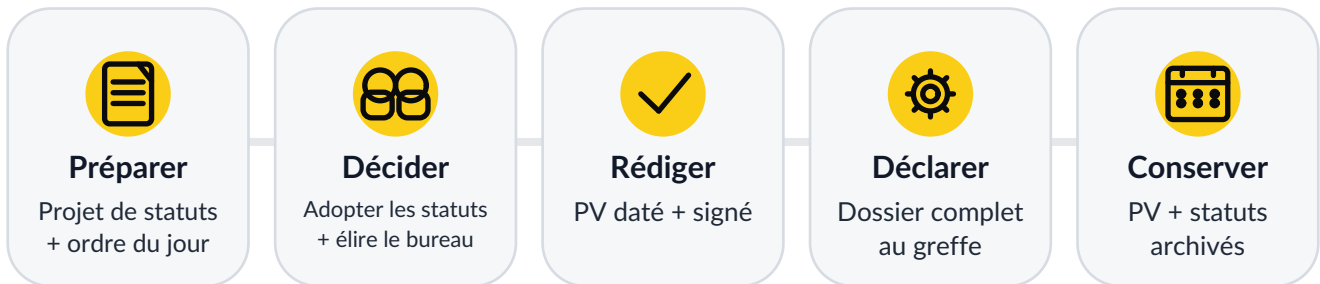 Préparer
Projet de statuts
+ ordre du jour
Décider
Adopter les statuts
+ élire le bureau
Rédiger
PV daté + signé
Déclarer
Dossier complet
au greffe
Conserver
PV + statuts
archivés